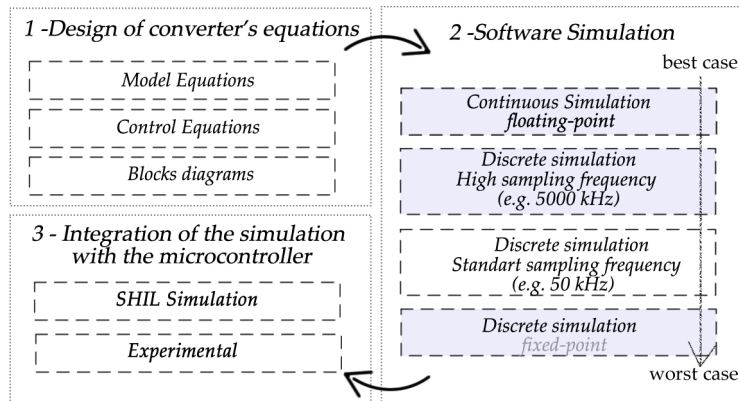 1 -Design of converter's equations
Model Equations
Control Equations
Blocks diagrams
2 -Software Simulation
best case
Continuous Simulation
floating-point
Discrete simulation
High sampling frequency
(e.g. 5000 kHz)
Discrete simulation
Standart sampling frequency
(e.g. 50 kHz)
Discrete simulation
fixed-point
worst case
3 - Integration of the simulation
with the microcontroller
SHIL Simulation
Experimental